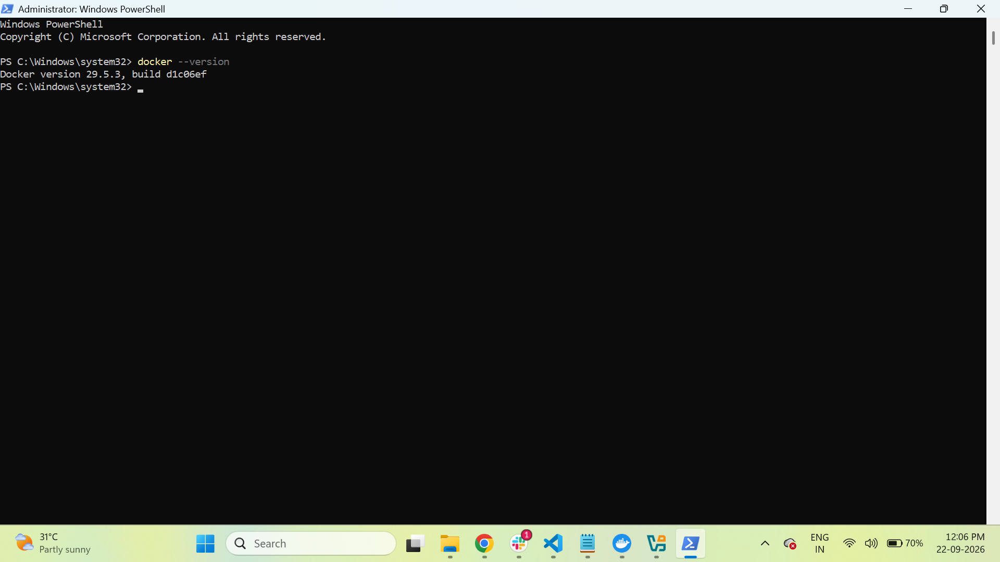 Administrator: Windows PowerShell
Windows PowerShell
Copyright (C) Microsoft Corporation. All rights reserved.
PS C:\Windows\system32> docker --version
Docker version 29.5.3, build d1c06ef
PS C:\Windows\system32>
31°C
Partly sunny
Search
1
ENG
IN
70%
12:06 PM
22-09-2026